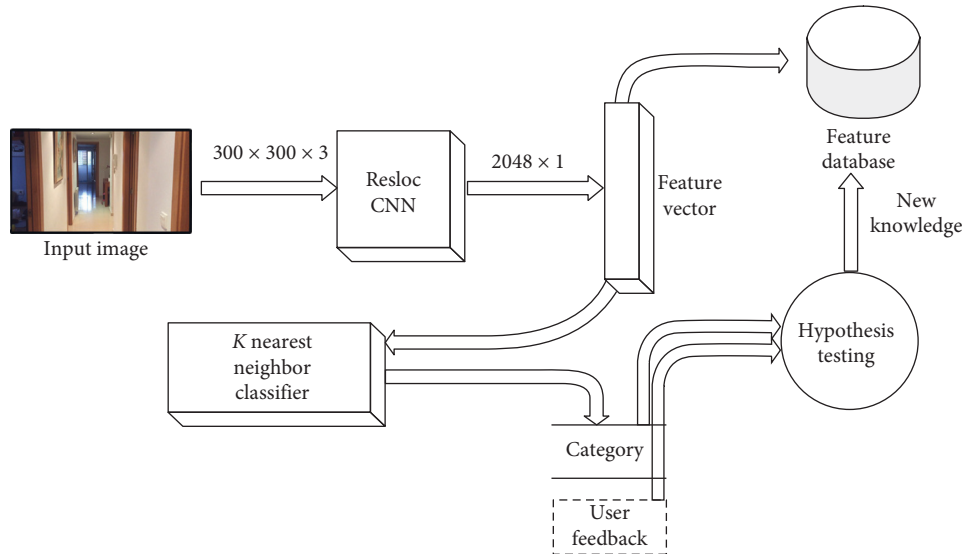 Input image
300 × 300 × 3
Resloc
CNN
2048 × 1
Feature
vector
Feature
database
New
knowledge
Hypothesis
testing
K nearest
neighbor
classifier
Category
User
feedback